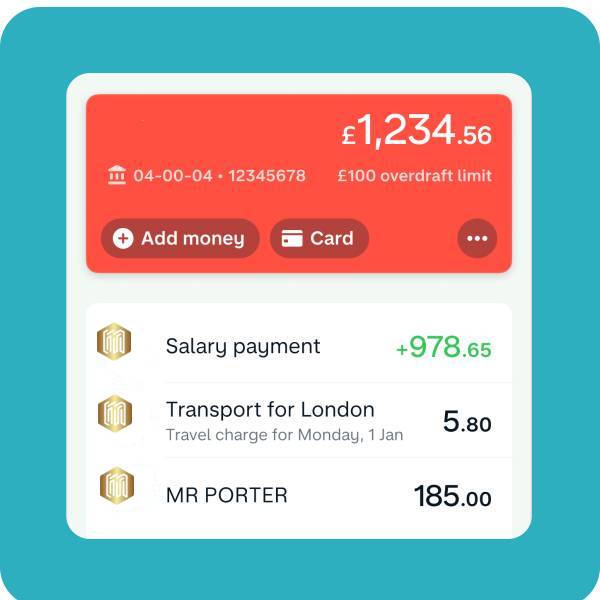 £1,234.56
04-00-04 • 12345678 £100 overdraft limit
Add money Card
Salary payment +978.65
Transport for London 5.80
Travel charge for Monday, 1 Jan
MR PORTER 185.00